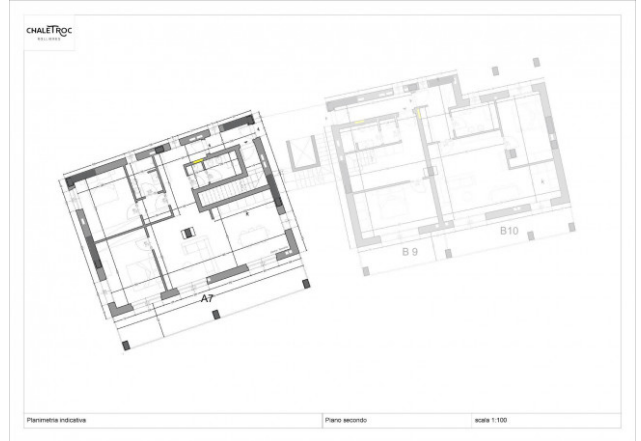 CHALETROC
A7
B 9
B10
Planimetria indicativa
Piano secondo
scala 1:100